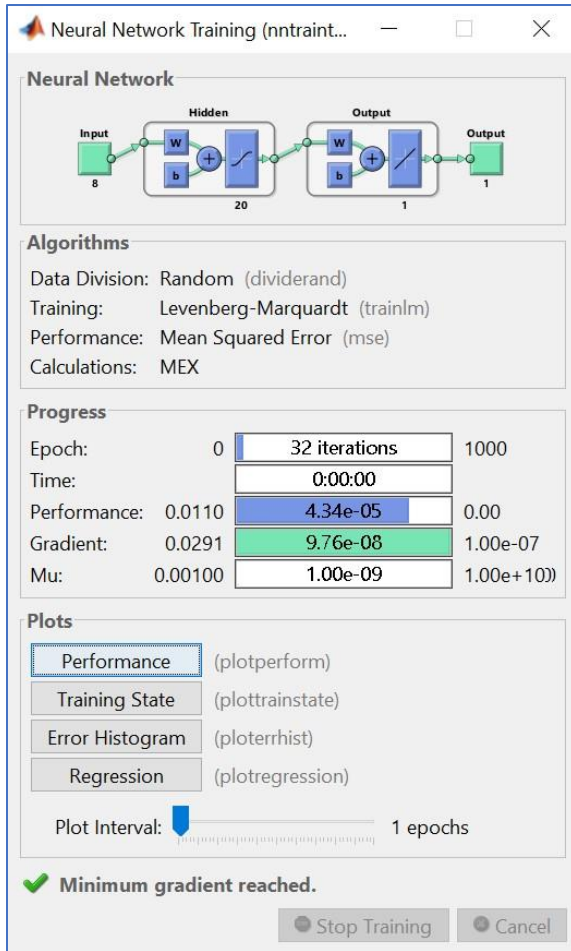 Neural Network Training (nntraint...
Neural Network
Hidden
Output
Input
W
b
+
W
b
+
Output
8
20
1
1
Algorithms
Data Division: Random (dividerand)
Training: Levenberg-Marquardt (trainlm)
Performance: Mean Squared Error (mse)
Calculations: MEX
Progress
Epoch: 0 32 iterations 1000
Time: 0:00:00
Performance: 0.0110 4.34e-05 0.00
Gradient: 0.0291 9.76e-08 1.00e-07
Mu: 0.00100 1.00e-09 1.00e+10))
Plots
Performance (plotperform)
Training State (plottrainstate)
Error Histogram (ploterrhist)
Regression (plotregression)
Plot Interval: 1 epochs
Minimum gradient reached.
Stop Training Cancel